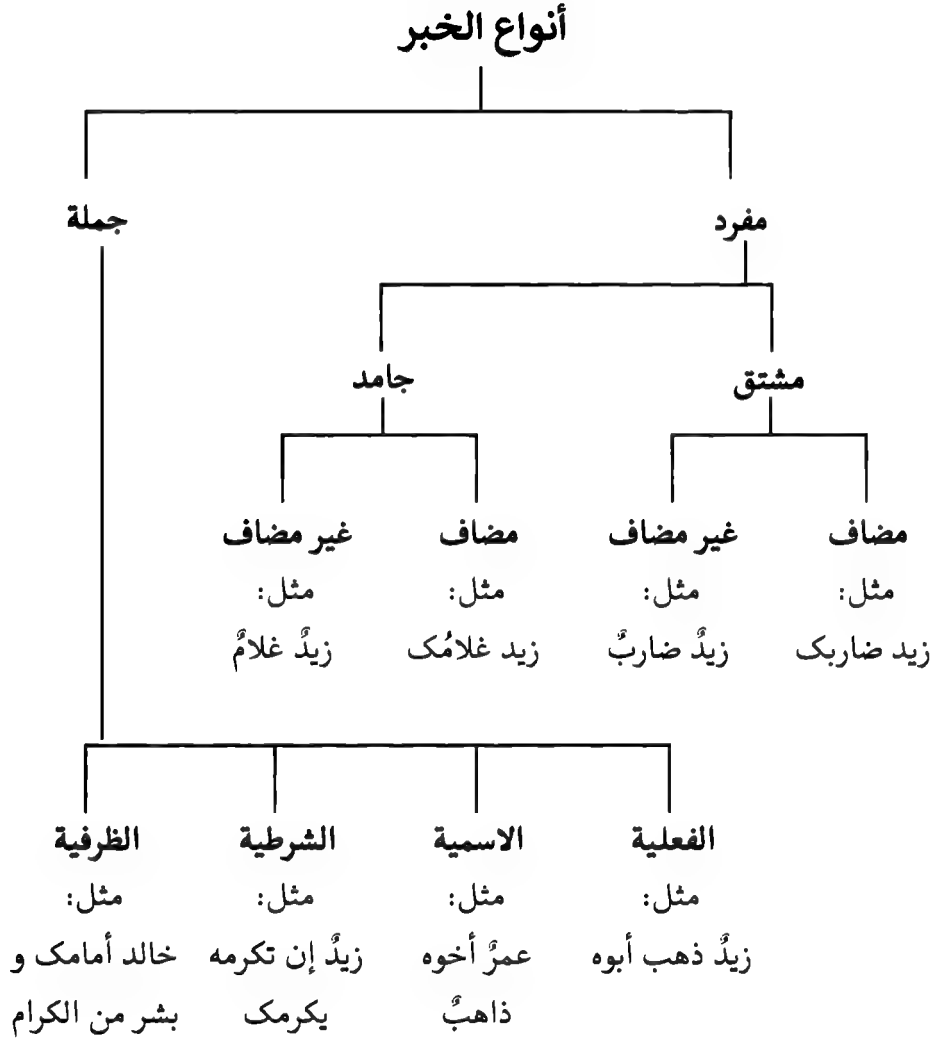 أنواع الخبر
مفرد
جملة
مشتق
جامد
مضاف
غير مضاف
مضاف
غير مضاف
مثل:
مثل:
مثل:
مثل:
زيد ضاربک
زيدٌ ضاربٌ
زيد غلامُک
زيدٌ غلامٌ
الفعلية
الاسمية
الشرطية
الظرفية
مثل:
مثل:
مثل:
مثل:
زيدٌ ذهب أبوه
عمرٌ أخوه
زيدٌ إن تكرمه
خالد أمامک و
ذاهبٌ
يكرمک
بشر من الكرام